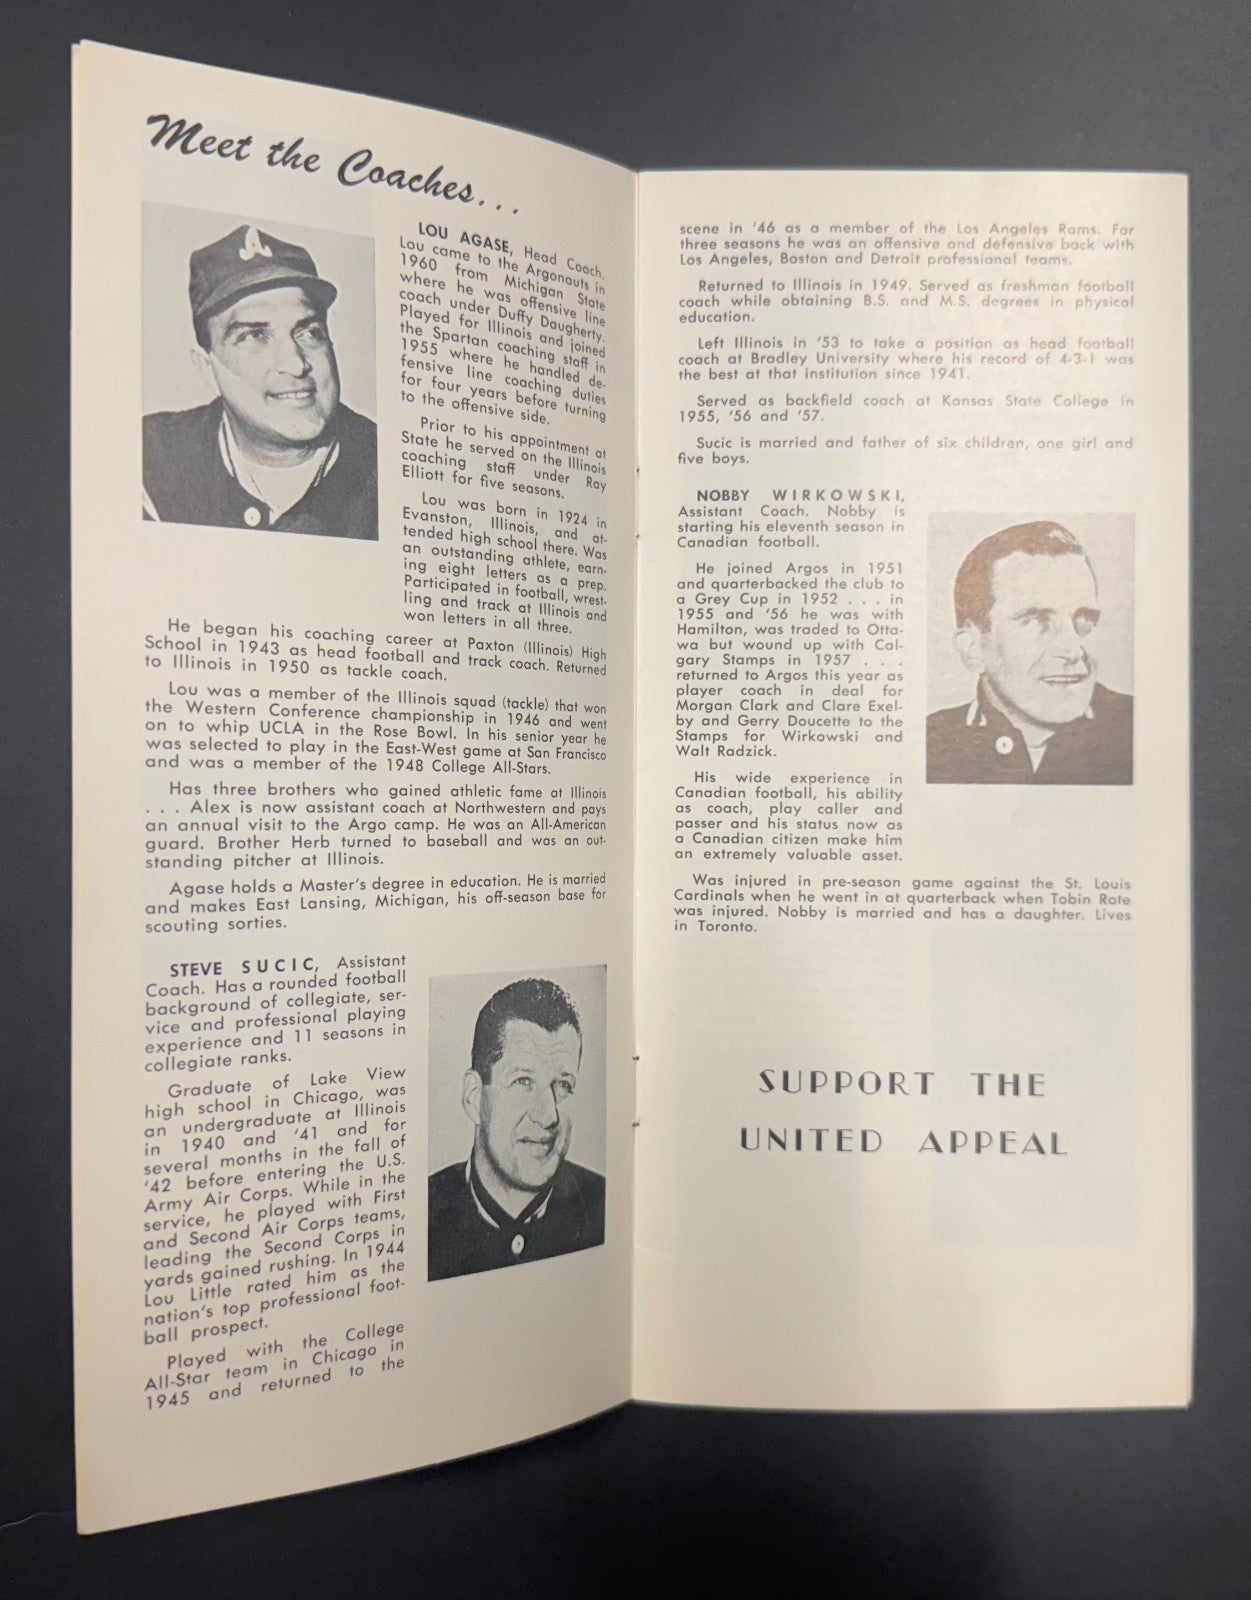 Meet the Coaches...
LOU AGASE, Head Coach.
Lou came to the Argonauts in
1960 from Michigan State
where he was offensive line
coach under Duffy Daugherty.
Played for Illinois and joined
the Spartan coaching staff in
1955 where he handled de-
fensive line coaching duties
for four years before turning
to the offensive side.
Prior to his appointment at
State he served on the Illinois
coaching staff under Ray
Elliott for five seasons.
Lou was born in 1924 in
Evanston, Illinois, and at-
tended high school there. Was
an outstanding athlete, earn-
ing eight letters as a prep.
Participated in football, wrest-
ling and track at Illinois and
won letters in all three.
He began his coaching career at Paxton (Illinois) High
School in 1943 as head football and track coach. Returned
to Illinois in 1950 as tackle coach.
Lou was a member of the Illinois squad (tackle) that won
the Western Conference championship in 1946 and went
on to whip UCLA in the Rose Bowl. In his senior year he
was selected to play in the East-West game at San Francisco
and was a member of the 1948 College All-Stars.
Has three brothers who gained athletic fame at Illinois
. . . Alex is now assistant coach at Northwestern and pays
an annual visit to the Argo camp. He was an All-American
guard. Brother Herb turned to baseball and was an out-
standing pitcher at Illinois.
Agase holds a Master's degree in education. He is married
and makes East Lansing, Michigan, his off-season base for
scouting sorties.
STEVE SUCIC, Assistant
Coach. Has a rounded football
background of collegiate, ser-
vice and professional playing
experience and 11 seasons in
collegiate ranks.
Graduate of Lake View
high school in Chicago, was
an undergraduate at Illinois
in 1940 and '41 and for
several months in the fall of
'42 before entering the U.S.
Army Air Corps. While in the
service, he played with First
and Second Air Corps teams,
leading the Second Corps in
yards gained rushing. In 1944
Lou Little rated him as the
nation's top professional foot-
ball prospect.
Played with the College
All-Star team in Chicago in
1945 and returned to the
scene in '46 as a member of the Los Angeles Rams. For
three seasons he was an offensive and defensive back with
Los Angeles, Boston and Detroit professional teams.
Returned to Illinois in 1949. Served as freshman football
coach while obtaining B.S. and M.S. degrees in physical
education.
Left Illinois in '53 to take a position as head football
coach at Bradley University where his record of 4-3-1 was
the best at that institution since 1941.
Served as backfield coach at Kansas State College in
1955, '56 and '57.
Sucic is married and father of six children, one girl and
five boys.
NOBBY WIRKOWSKI,
Assistant Coach. Nobby is
starting his eleventh season in
Canadian football.
He joined Argos in 1951
and quarterbacked the club to
a Grey Cup in 1952 . . . in
1955 and '56 he was with
Hamilton, was traded to Otta-
wa but wound up with Cal-
gary Stamps in 1957 . . .
returned to Argos this year as
player coach in deal for
Morgan Clark and Clare Exel-
by and Gerry Doucette to the
Stamps for Wirkowski and
Walt Radzick.
His wide experience in
Canadian football, his ability
as coach, play caller and
passer and his status now as
a Canadian citizen make him
an extremely valuable asset.
Was injured in pre-season game against the St. Louis
Cardinals when he went in at quarterback when Tobin Rote
was injured. Nobby is married and has a daughter. Lives
in Toronto.
SUPPORT THE
UNITED APPEAL